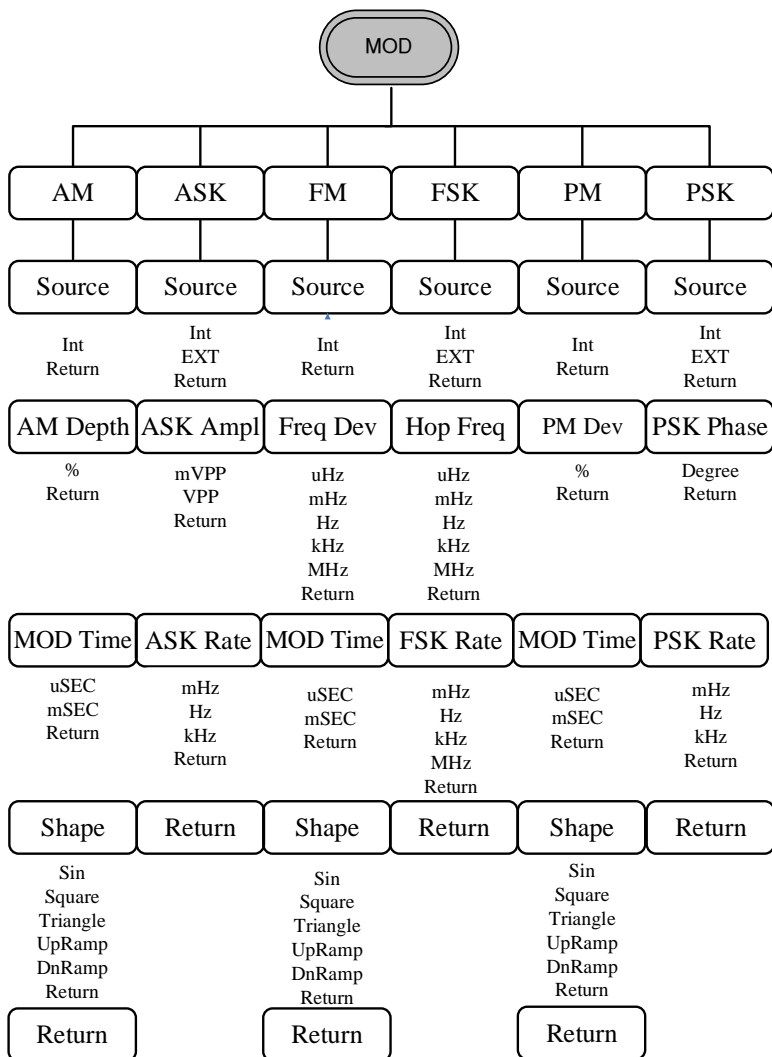 MOD
AM ASK FM FSK PM PSK
Source Source Source Source Source Source
Int
Return
Int
EXT
Return
Int
Return
Int
EXT
Return
Int
Return
Int
EXT
Return
AM Depth ASK Ampl Freq Dev Hop Freq PM Dev PSK Phase
%
Return
mVPP
VPP
Return
uHz
mHz
Hz
kHz
MHz
Return
uHz
mHz
Hz
kHz
MHz
Return
%
Return
Degree
Return
MOD Time ASK Rate MOD Time FSK Rate MOD Time PSK Rate
uSEC
mSEC
Return
mHz
Hz
kHz
Return
uSEC
mSEC
Return
mHz
Hz
kHz
MHz
Return
uSEC
mSEC
Return
mHz
Hz
kHz
Return
Shape Return Shape Return Shape Return
Sin
Square
Triangle
UpRamp
DnRamp
Return
Sin
Square
Triangle
UpRamp
DnRamp
Return
Sin
Square
Triangle
UpRamp
DnRamp
Return
Return Return Return